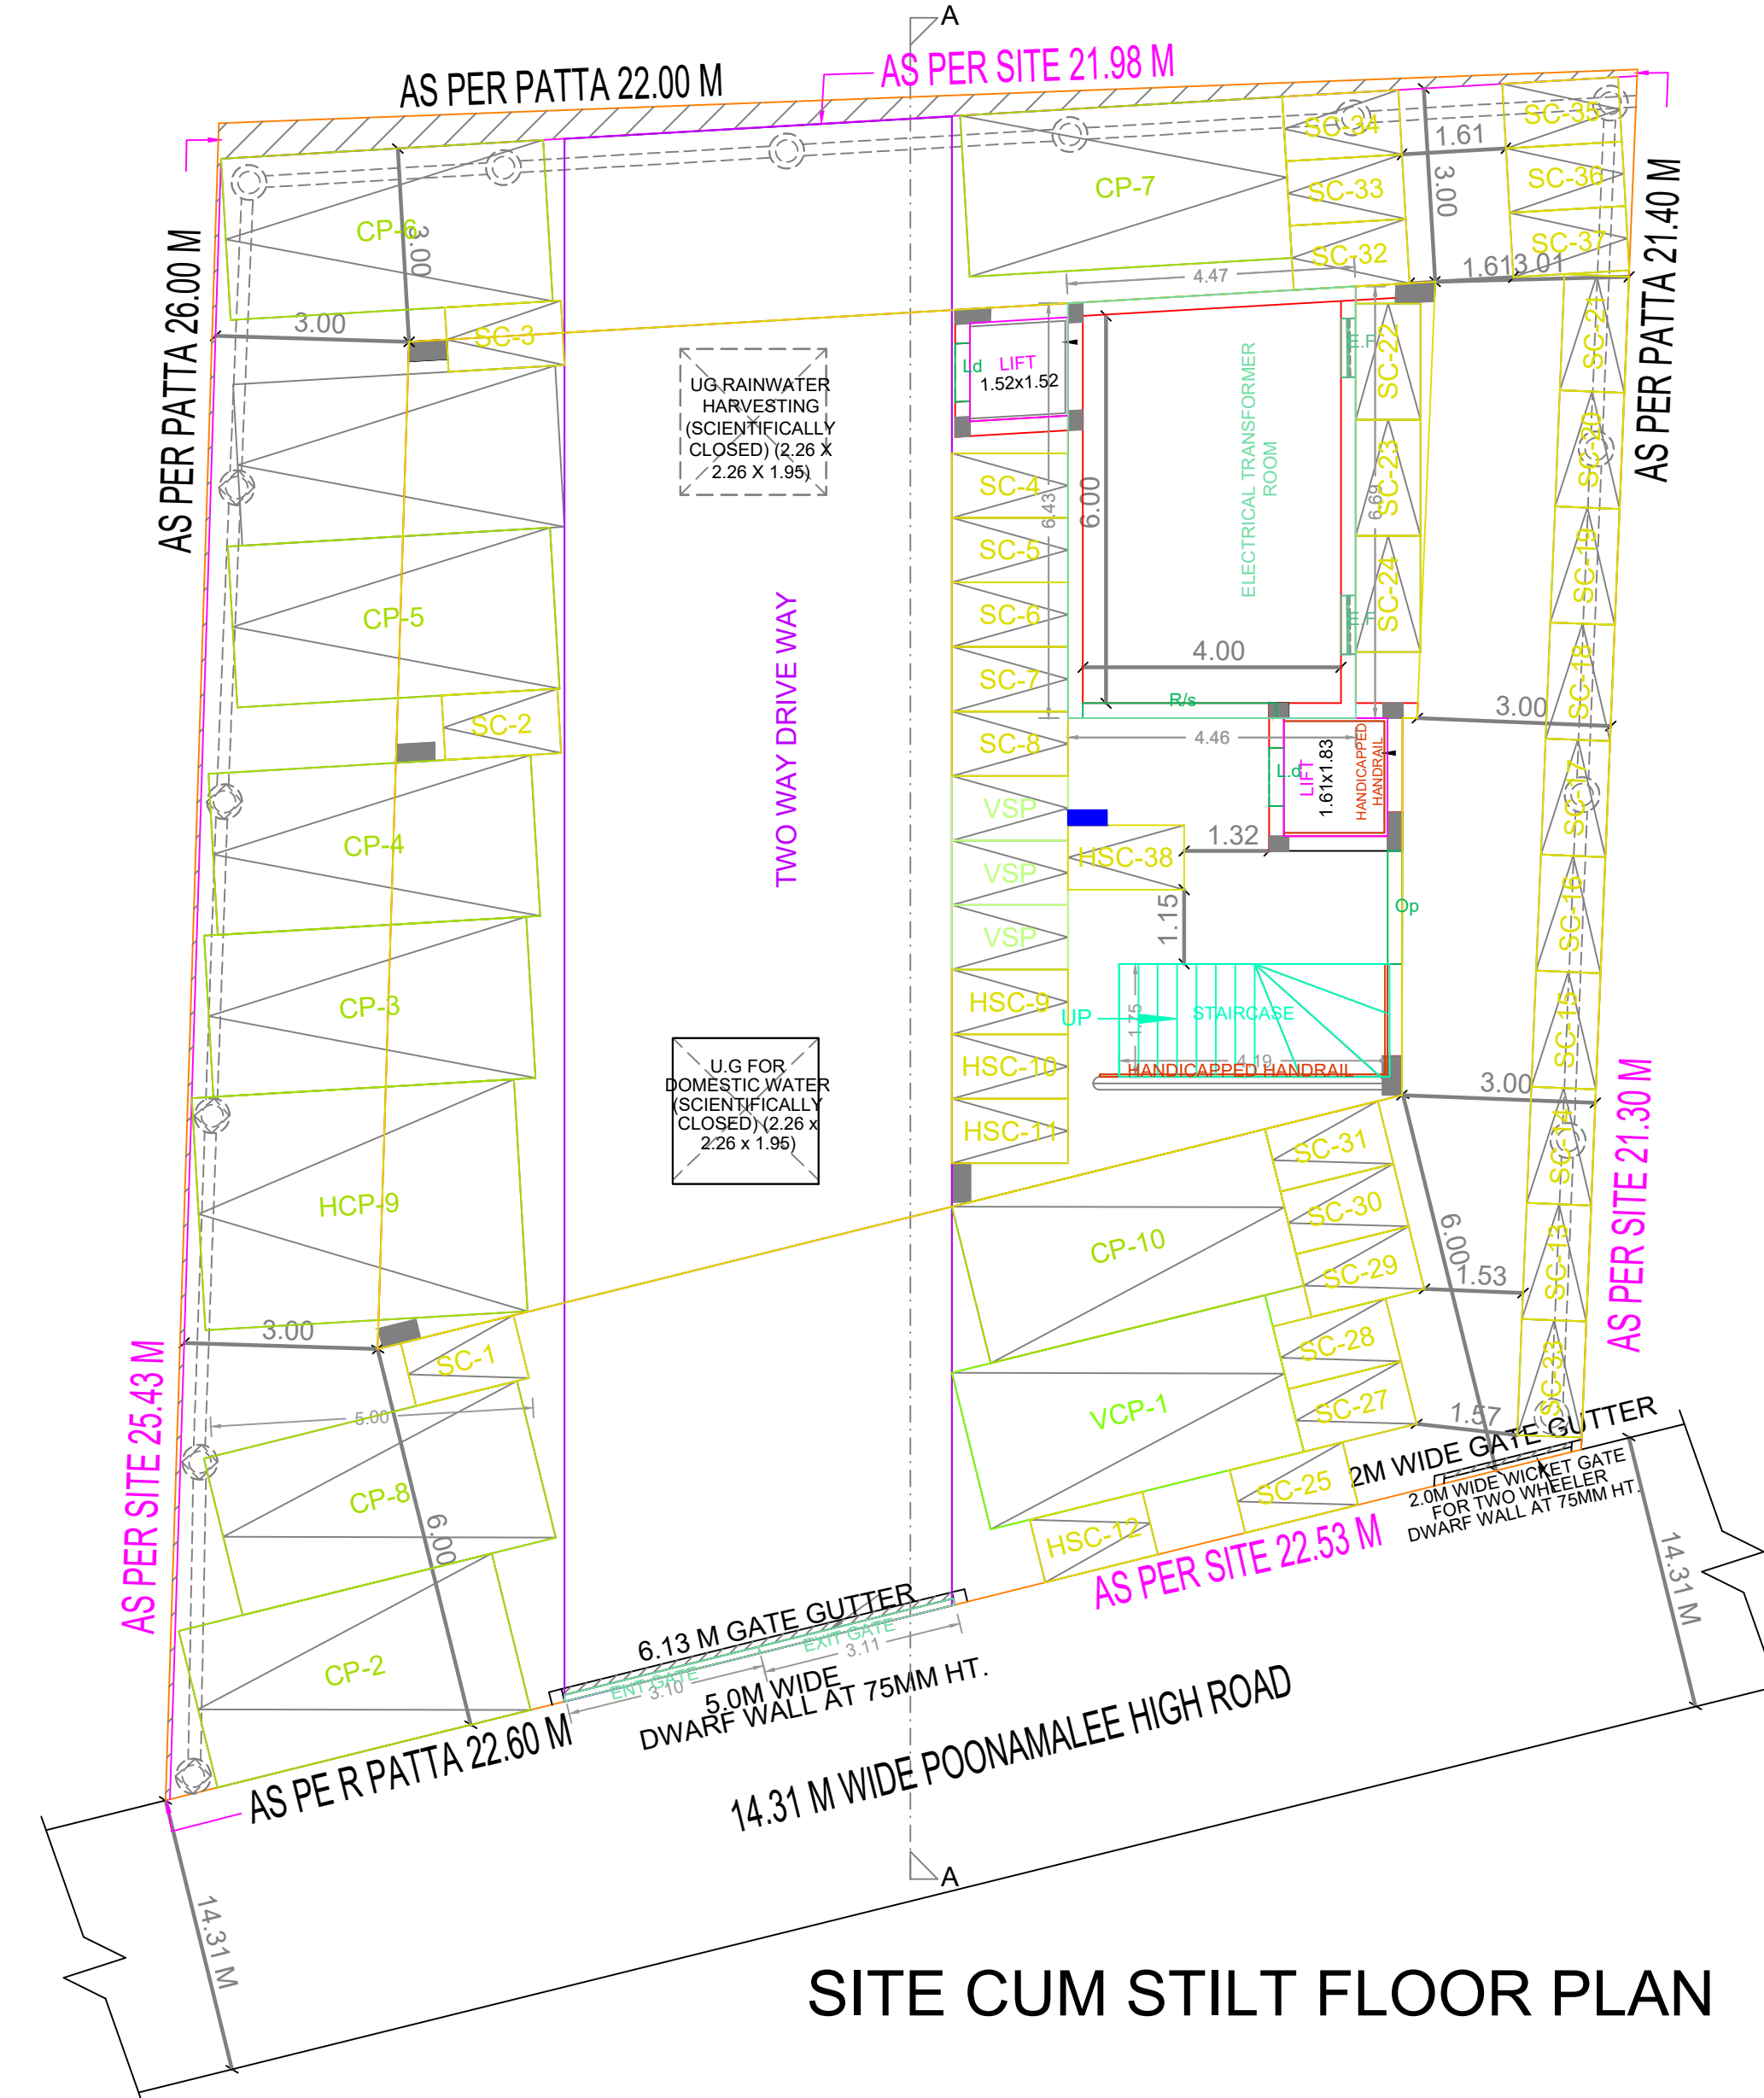 A
AS PER PATTA 22.00 M
AS PER SITE 21.98 M
SC-34
SC-35
1.61
CP-7
SC-33
SC-36
3.00
CP-6
3.00
SC-32
SC-37
4.47
1.61
3.01
AS PER PATTA 26.00 M
AS PER PATTA 21.40 M
3.00
SC-3
SC-21
SC-22
E.F
Ld
LIFT
1.52x1.52
UG RAINWATER
HARVESTING
(SCIENTIFICALLY
CLOSED) (2.26 X
2.26 X 1.95)
ELECTRICAL TRANSFORMER
ROOM
SC-20
SC-23
SC-4
6.43
6.00
6.69
SC-5
SC-19
SC-24
E.F
CP-5
SC-6
TWO WAY DRIVE WAY
4.00
SC-18
SC-7
R/s
3.00
SC-2
SC-8
4.46
L.d
LIFT
1.61x1.83
HANDICAPPED
HANDRAIL
SC-17
VSP
CP-4
HSC-38
1.32
VSP
Op
SC-16
1.15
VSP
CP-3
HSC-9
UP
1.75
STAIRCASE
SC-15
4.19
HANDICAPPED HANDRAIL
HSC-10
3.00
U.G FOR
DOMESTIC WATER
(SCIENTIFICALLY
CLOSED) (2.26 x
2.26 x 1.95)
HSC-11
SC-31
SC-14
AS PER SITE 21.30 M
HCP-9
SC-30
CP-10
6.00
SC-29
1.53
SC-13
3.00
SC-28
SC-1
SC-33
AS PER SITE 25.43 M
5.00
VCP-1
SC-27
1.57
2M WIDE GATE GUTTER
2.0M WIDE WICKET GATE
FOR TWO WHEELER
DWARF WALL AT 75MM HT.
CP-8
6.00
SC-25
HSC-12
AS PER SITE 22.53 M
14.31 M
6.13 M GATE GUTTER
EXIT GATE
3.11
ENT GATE
3.10
CP-2
5.0M WIDE
DWARF WALL AT 75MM HT.
AS PE R PATTA 22.60 M
14.31 M WIDE POONAMALEE HIGH ROAD
A
14.31 M
SITE CUM STILT FLOOR PLAN